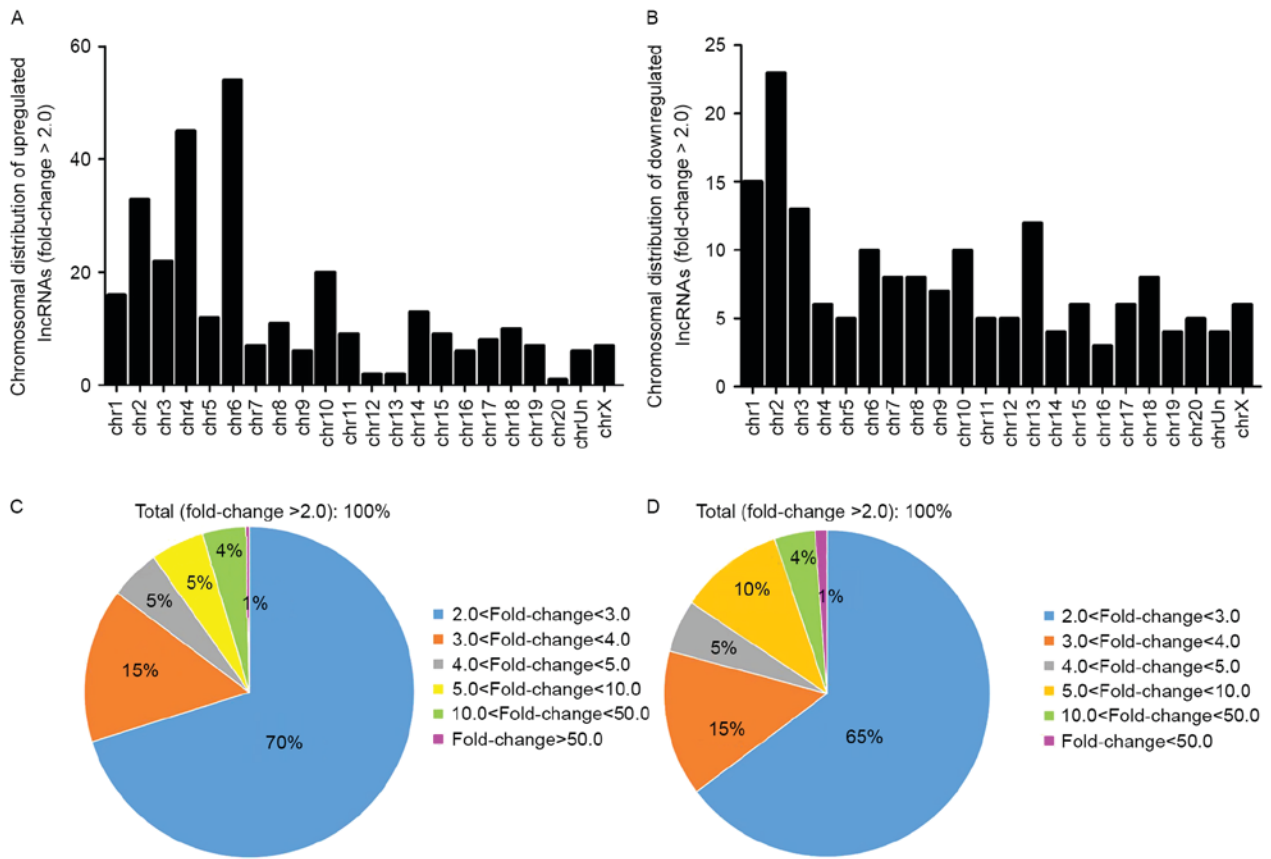 A
Chromosomal distribution of upregulated
lncRNAs (fold-change > 2.0)
60
40
20
0
chr1
chr2
chr3
chr4
chr5
chr6
chr7
chr8
chr9
chr10
chr11
chr12
chr13
chr14
chr15
chr16
chr17
chr18
chr19
chr20
chrUn
chrX
B
Chromosomal distribution of downregulated
lncRNAs (fold-change > 2.0)
25
20
15
10
5
0
chr1
chr2
chr3
chr4
chr5
chr6
chr7
chr8
chr9
chr10
chr11
chr12
chr13
chr14
chr15
chr16
chr17
chr18
chr19
chr20
chrUn
chrX
C
Total (fold-change >2.0): 100%
4%
5%
1%
5%
15%
70%
2.0<Fold-change<3.0
3.0<Fold-change<4.0
4.0<Fold-change<5.0
5.0<Fold-change<10.0
10.0<Fold-change<50.0
Fold-change>50.0
D
Total (fold-change >2.0): 100%
4%
10%
1%
5%
15%
65%
2.0<Fold-change<3.0
3.0<Fold-change<4.0
4.0<Fold-change<5.0
5.0<Fold-change<10.0
10.0<Fold-change<50.0
Fold-change<50.0